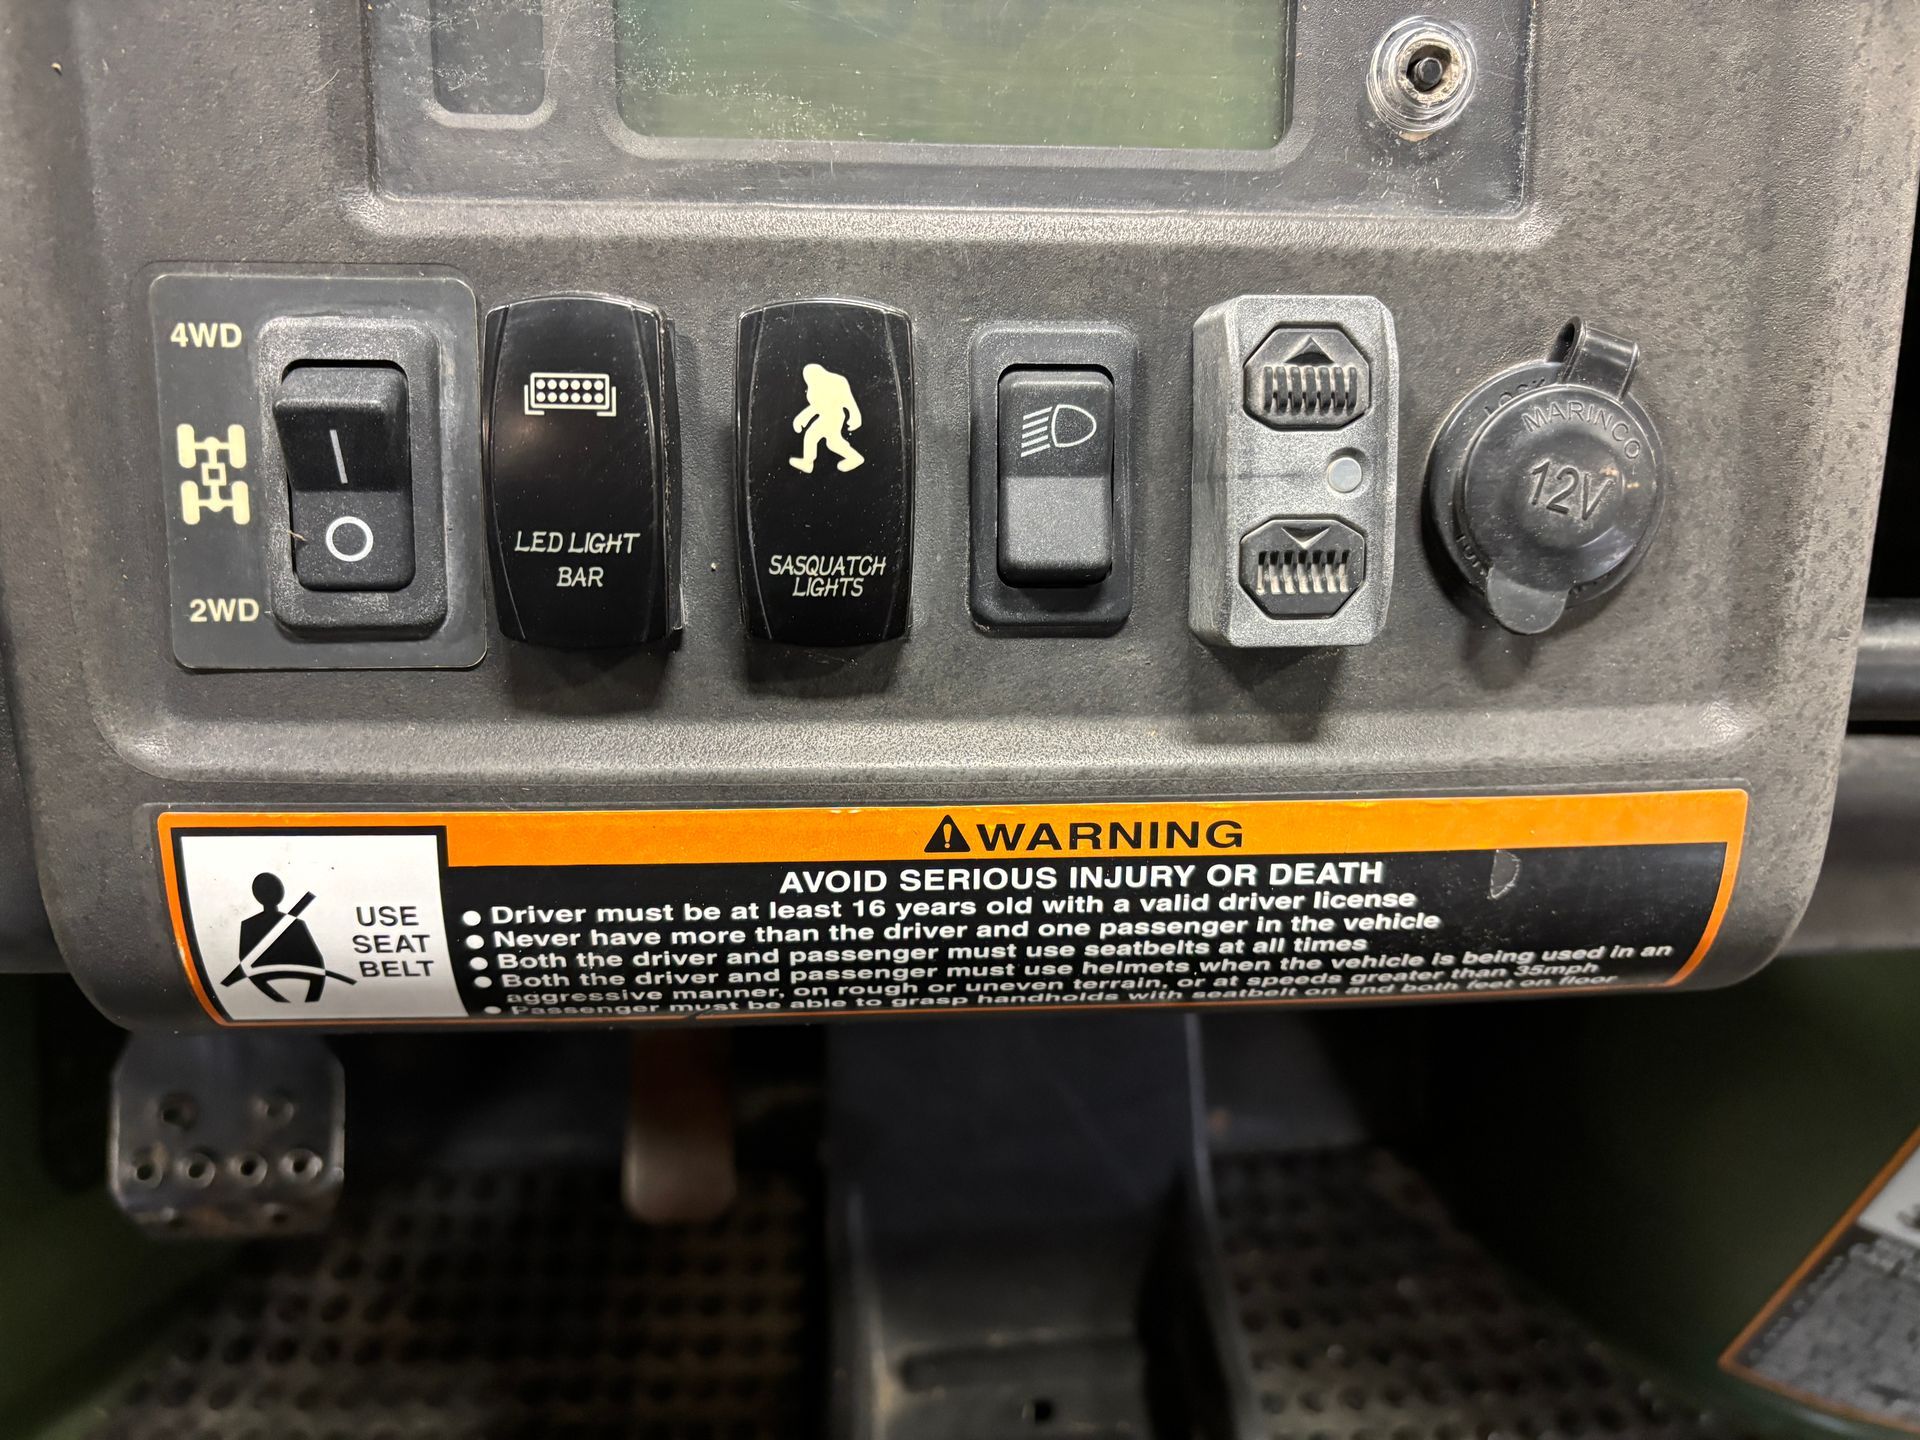 4WD
2WD
LED LIGHT
BAR
SASQUATCH
LIGHTS
LOCK
MARINCO
12V
WARNING
USE
SEAT
BELT
AVOID SERIOUS INJURY OR DEATH
● Driver must be at least 16 years old with a valid driver license
● Never have more than the driver and one passenger in the vehicle
● Both the driver and passenger must use seatbelts at all times
● Both the driver and passenger must use helmets when the vehicle is being used in an
aggressive manner, on rough or uneven terrain, or at speeds greater than 35mph
● Passenger must be able to grasp handholds with seatbelt on and both feet on floor